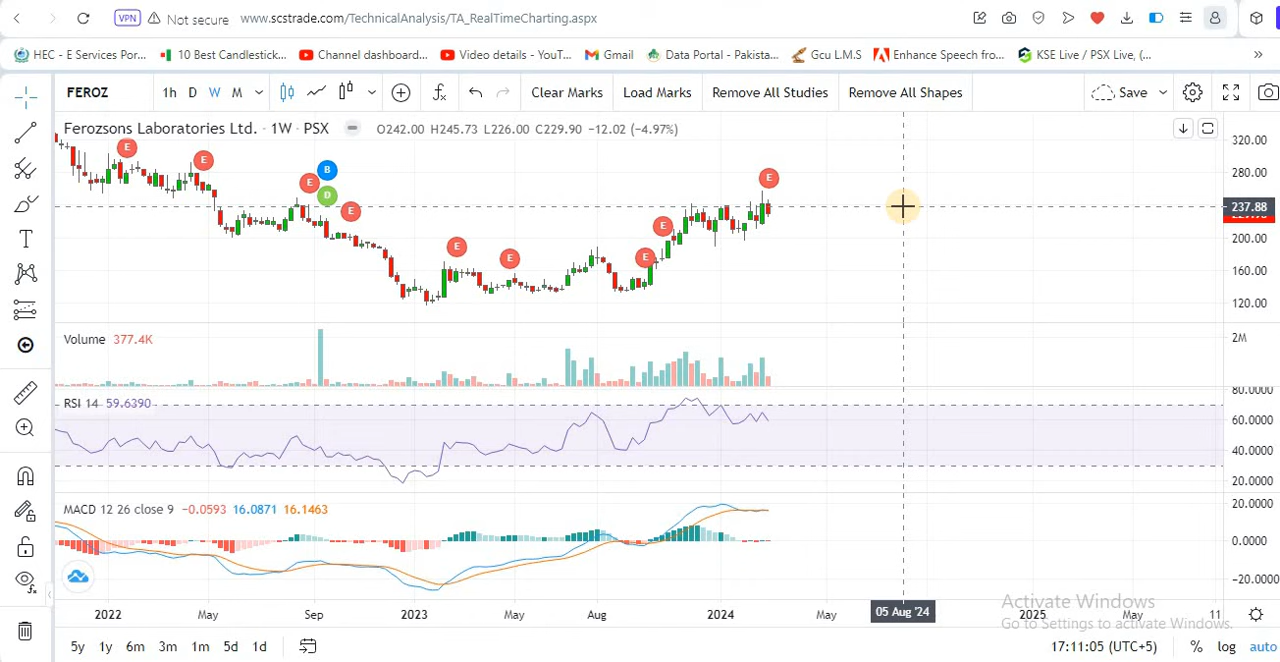 VPN Not secure www.scstrade.com/TechnicalAnalysis/TA_RealTimeCharting.aspx
HEC - E Services Por... 10 Best Candlestick... Channel dashboard... Video details - YouT... Gmail Data Portal - Pakista... Gcu L.M.S Enhance Speech fro... KSE Live / PSX Live, (... »
FEROZ 1h D W M Clear Marks Load Marks Remove All Studies Remove All Shapes Save
Ferozsons Laboratories Ltd. · 1W · PSX O242.00 H245.73 L226.00 C229.90 −12.02 (−4.97%)
320.00
280.00
237.88
200.00
160.00
120.00
E E E B D E E E E E E
Volume 377.4K
2M
RSI 14 59.6390
80.0000
60.0000
40.0000
20.0000
MACD 12 26 close 9 −0.0593 16.0871 16.1463
20.0000
0.0000
−20.0000
2022 May Sep 2023 May Aug 2024 May 05 Aug '24 2025 May 11
Activate Windows
Go to Settings to activate Windows.
5y 1y 6m 3m 1m 5d 1d 17:11:05 (UTC+5) % log auto